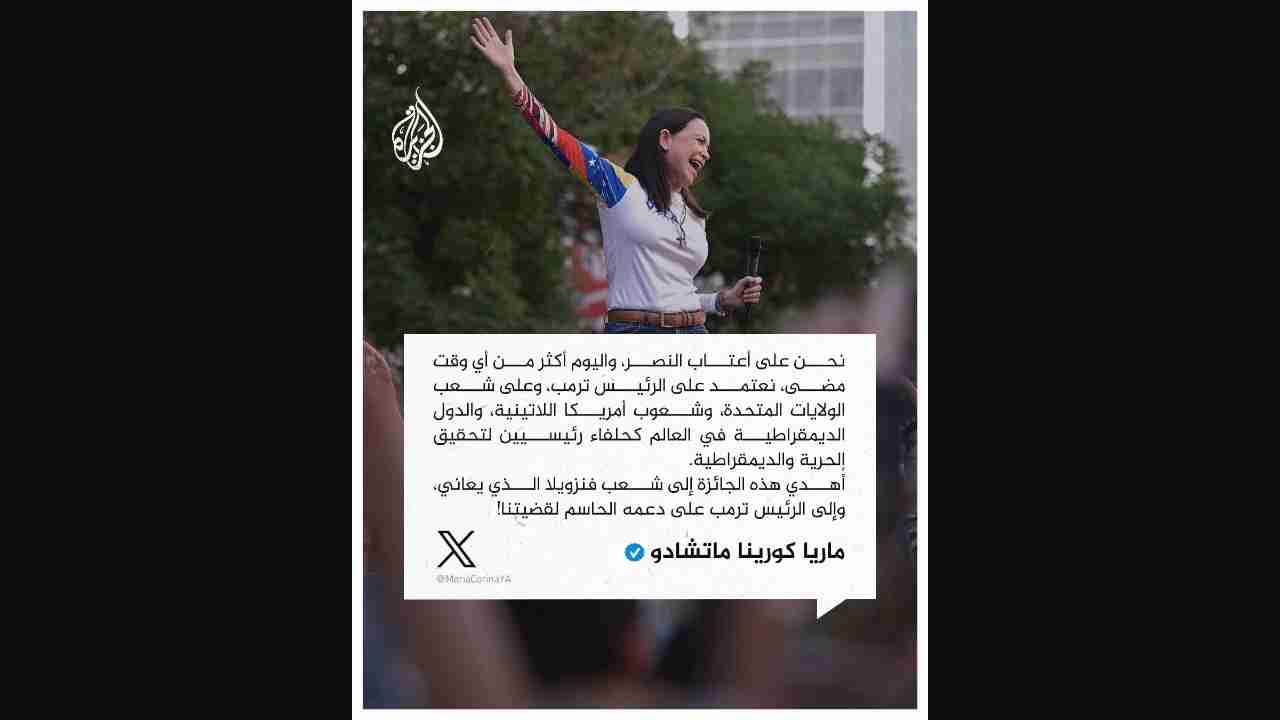 الجزيرة
نحن على أعتاب النصر، واليوم أكثر من أي وقت
مضى، نعتمد على الرئيس ترمب، وعلى شعب
الولايات المتحدة، وشعوب أمريكا اللاتينية، والدول
الديمقراطية في العالم كحلفاء رئيسيين لتحقيق
الحرية والديمقراطية.
أهدي هذه الجائزة إلى شعب فنزويلا الذي يعاني،
وإلى الرئيس ترمب على دعمه الحاسم لقضيتنا!
ماريا كورينا ماتشادو
X
@MariaCorinaYA